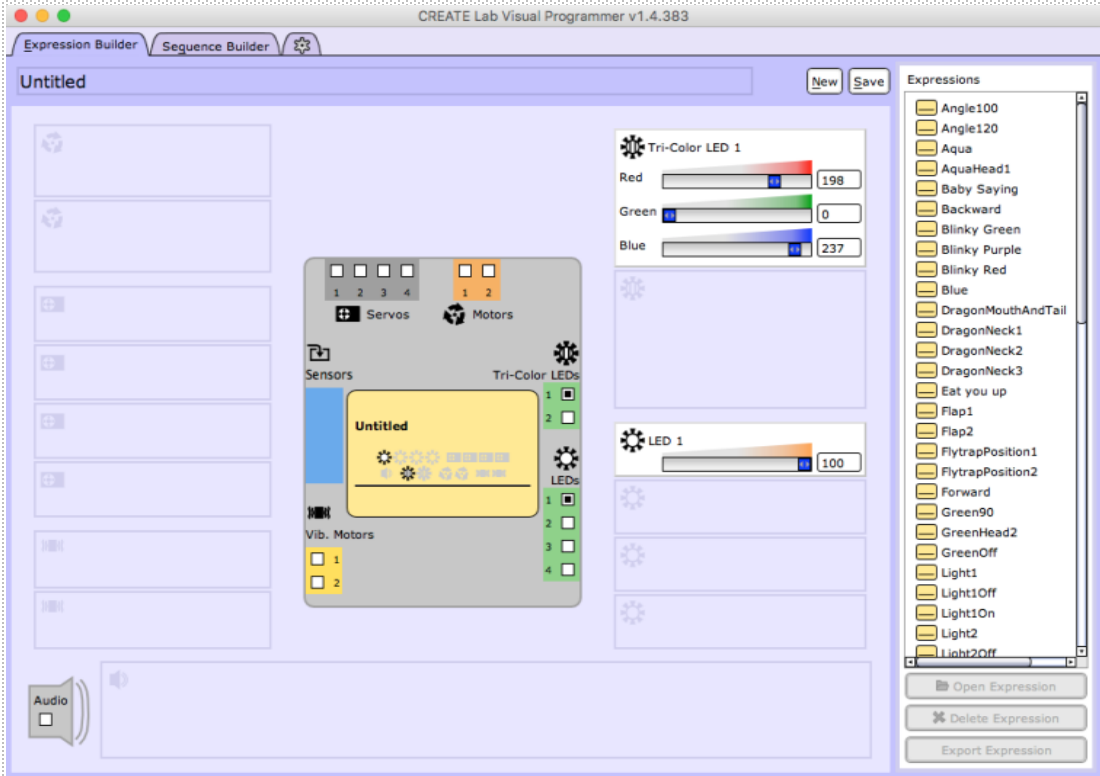 CREATE Lab Visual Programmer v1.4.383
Expression Builder
Sequence Builder
Untitled
New
Save
Tri-Color LED 1
Red
198
Green
0
Blue
237
1 2 3 4
1 2
Servos
Motors
Sensors
Tri-Color LEDs
1
2
Untitled
LEDs
1
2
3
4
Vib. Motors
1
2
LED 1
100
Audio
Expressions
Angle100
Angle120
Aqua
AquaHead1
Baby Saying
Backward
Blinky Green
Blinky Purple
Blinky Red
Blue
DragonMouthAndTail
DragonNeck1
DragonNeck2
DragonNeck3
Eat you up
Flap1
Flap2
FlytrapPosition1
FlytrapPosition2
Forward
Green90
GreenHead2
GreenOff
Light1
Light1Off
Light1On
Light2
Light2Off
Open Expression
Delete Expression
Export Expression